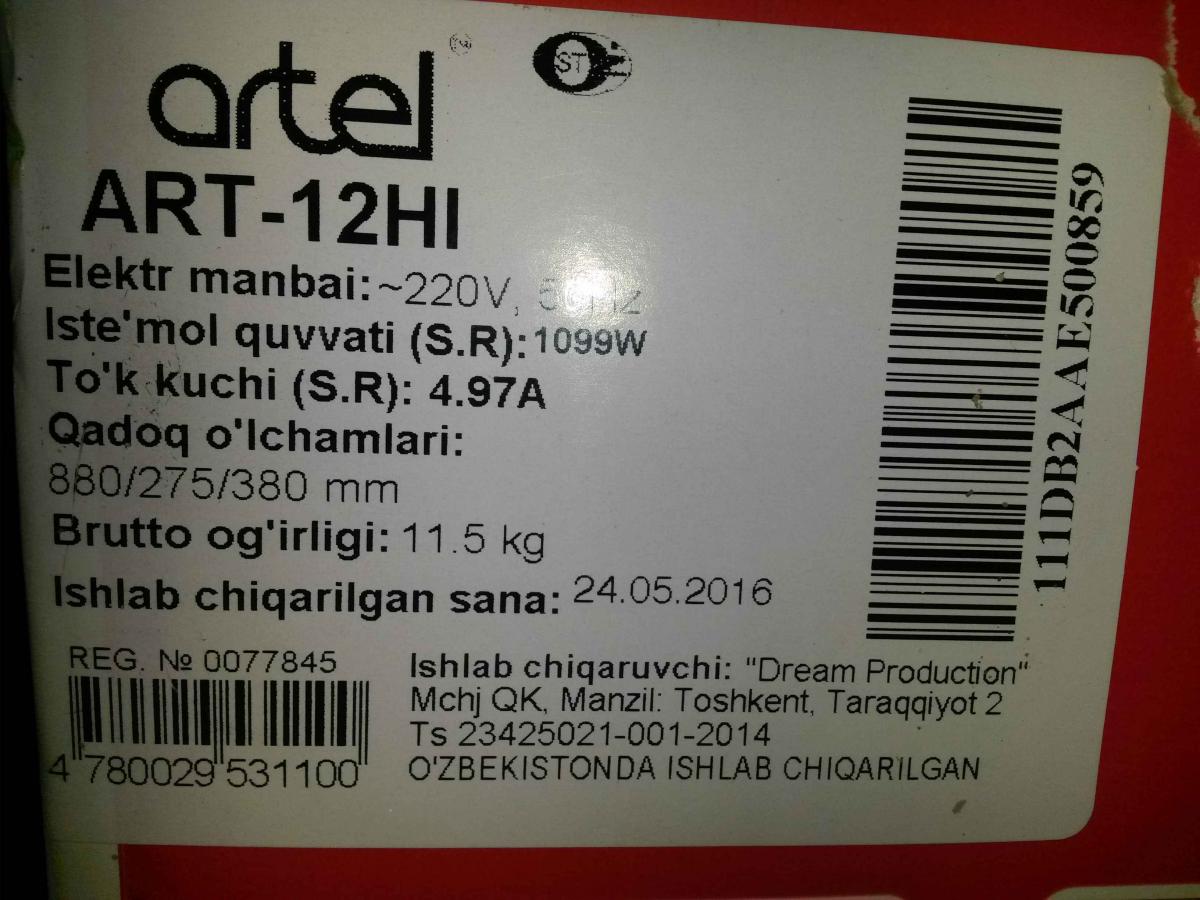 artel
ART-12HI
Elektr manbai:~220V, 50Hz
Iste'mol quvvati (S.R):1099W
To'k kuchi (S.R): 4.97A
Qadoq o'lchamlari:
880/275/380 mm
Brutto og'irligi: 11.5 kg
Ishlab chiqarilgan sana: 24.05.2016
REG. № 0077845
4 780029 531100
Ishlab chiqaruvchi: "Dream Production"
Mchj QK, Manzil: Toshkent, Taraqqiyot 2
Ts 23425021-001-2014
O'ZBEKISTONDA ISHLAB CHIQARILGAN
111DB2AAE500859